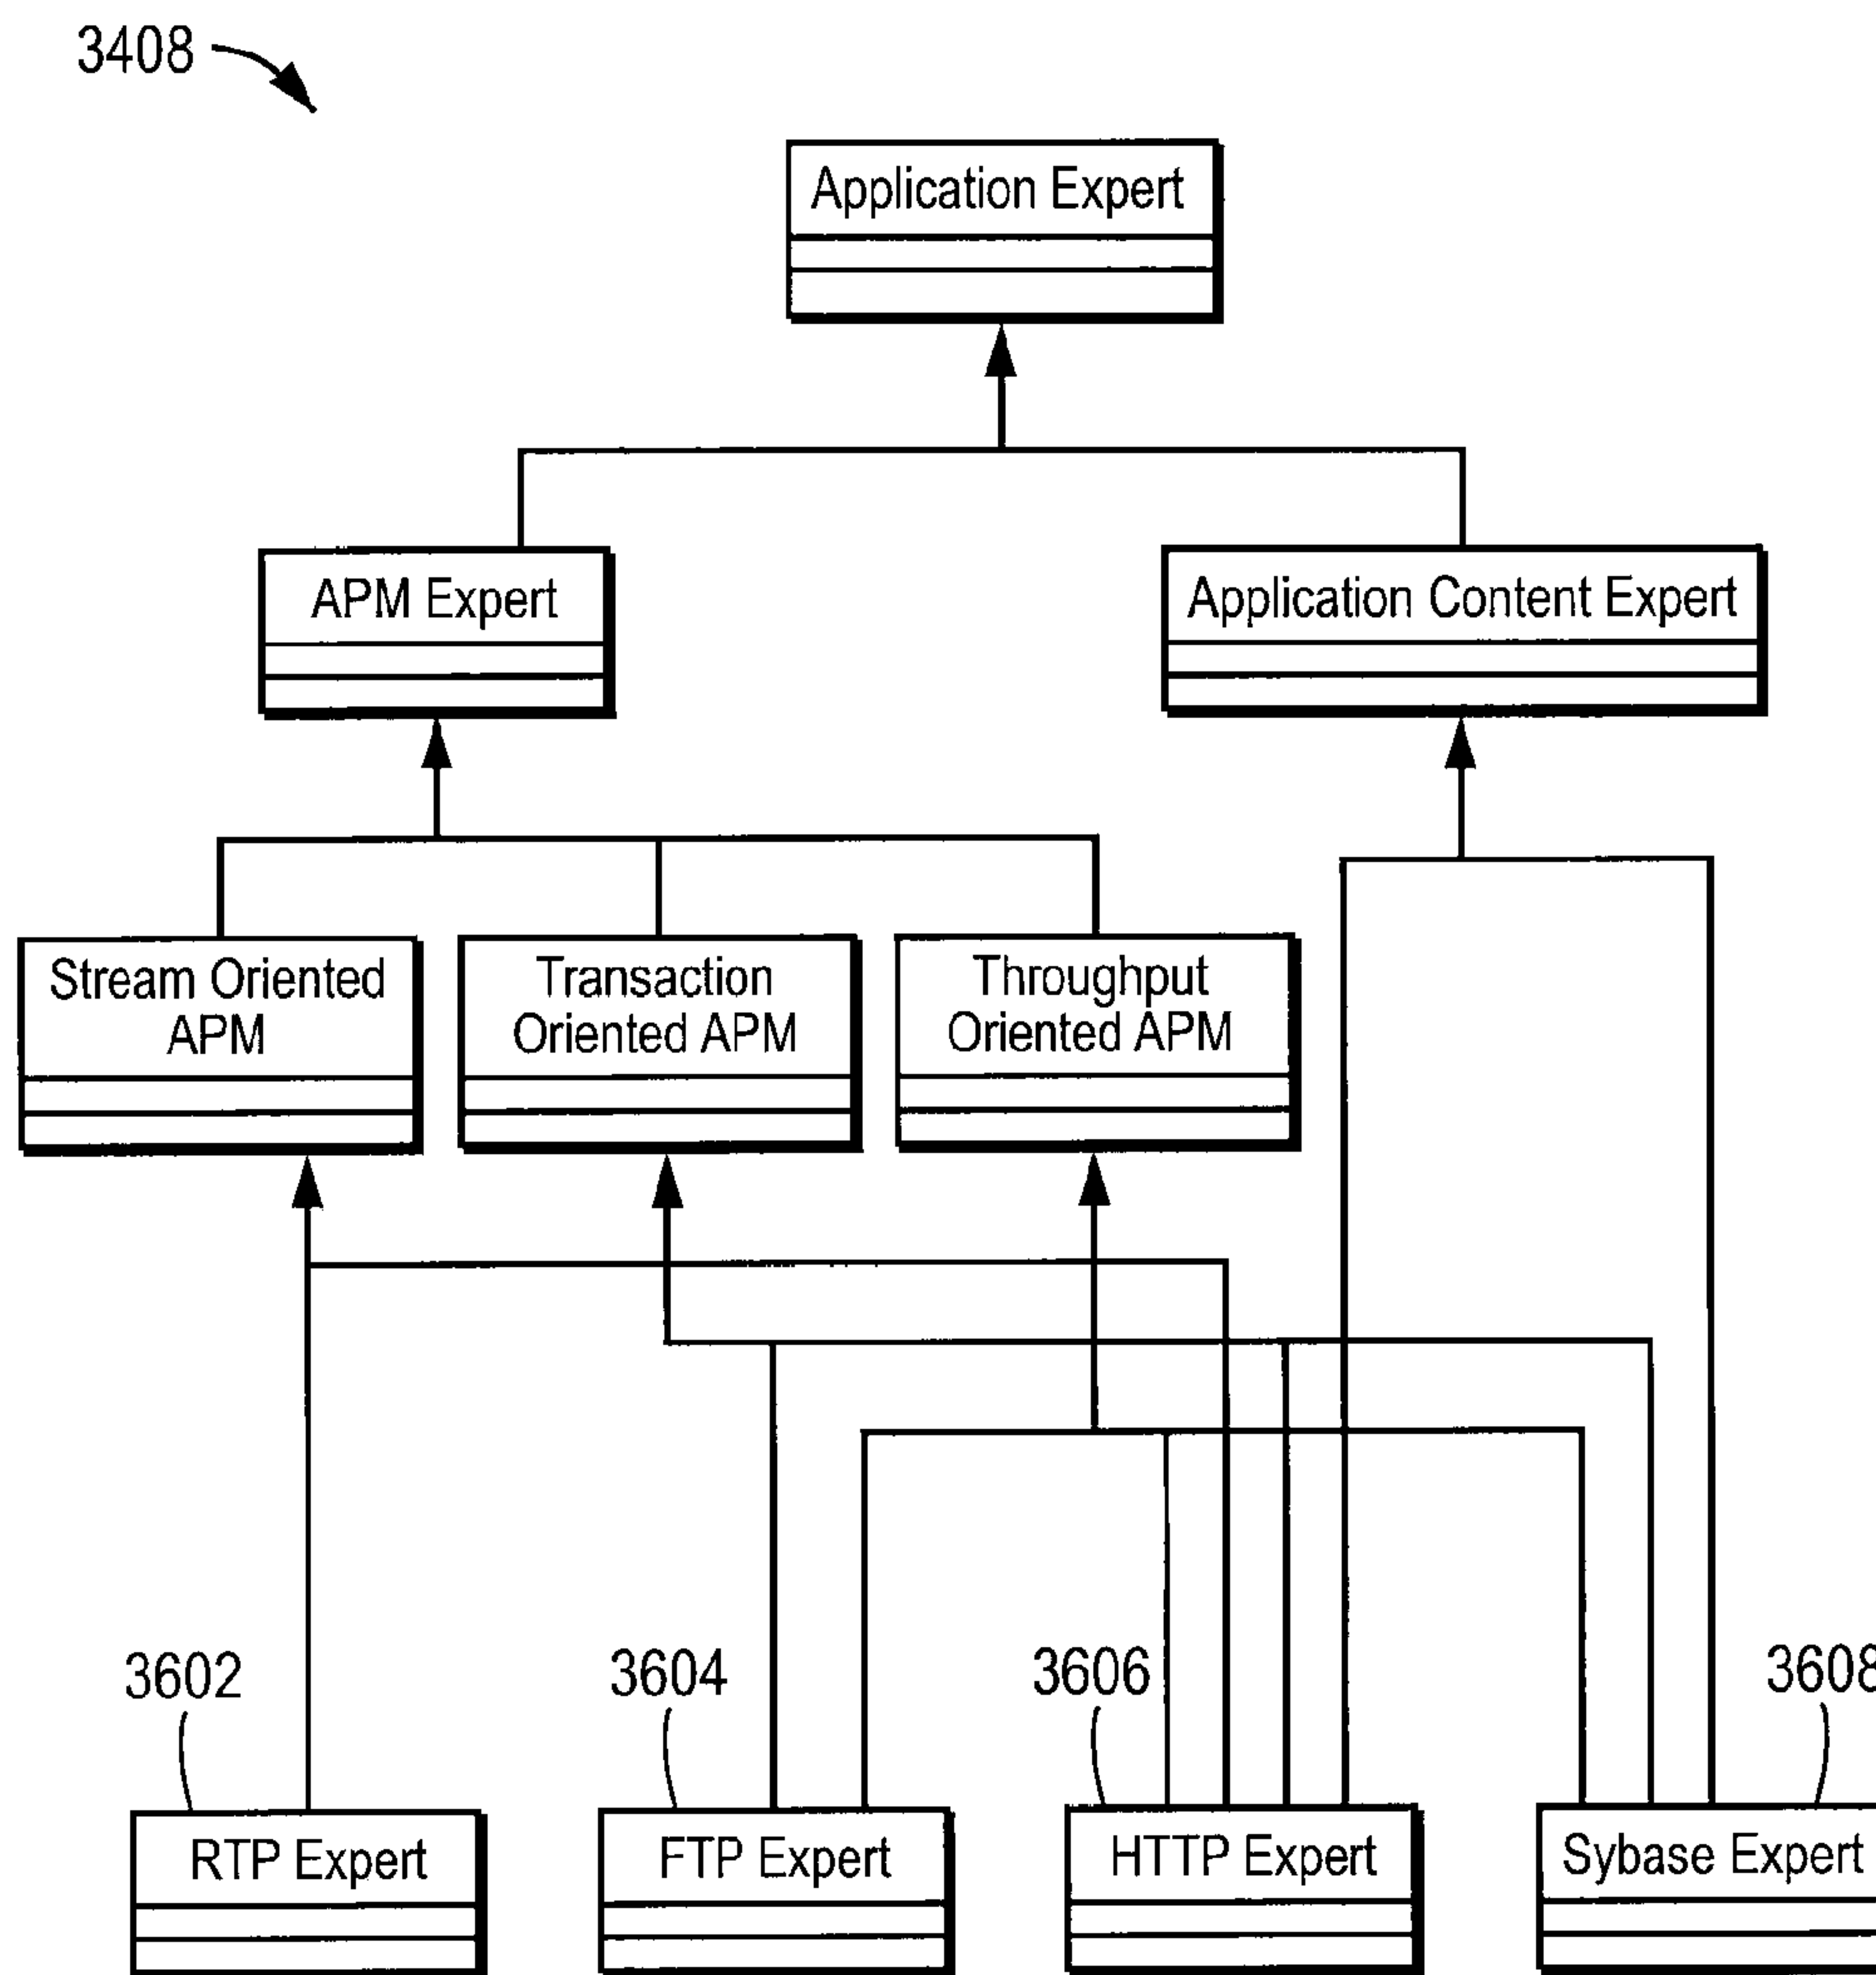 3408
Application Expert
APM Expert
Application Content Expert
Stream Oriented
APM
Transaction
Oriented APM
Throughput
Oriented APM
3602
3604
3606
3608
RTP Expert
FTP Expert
HTTP Expert
Sybase Expert